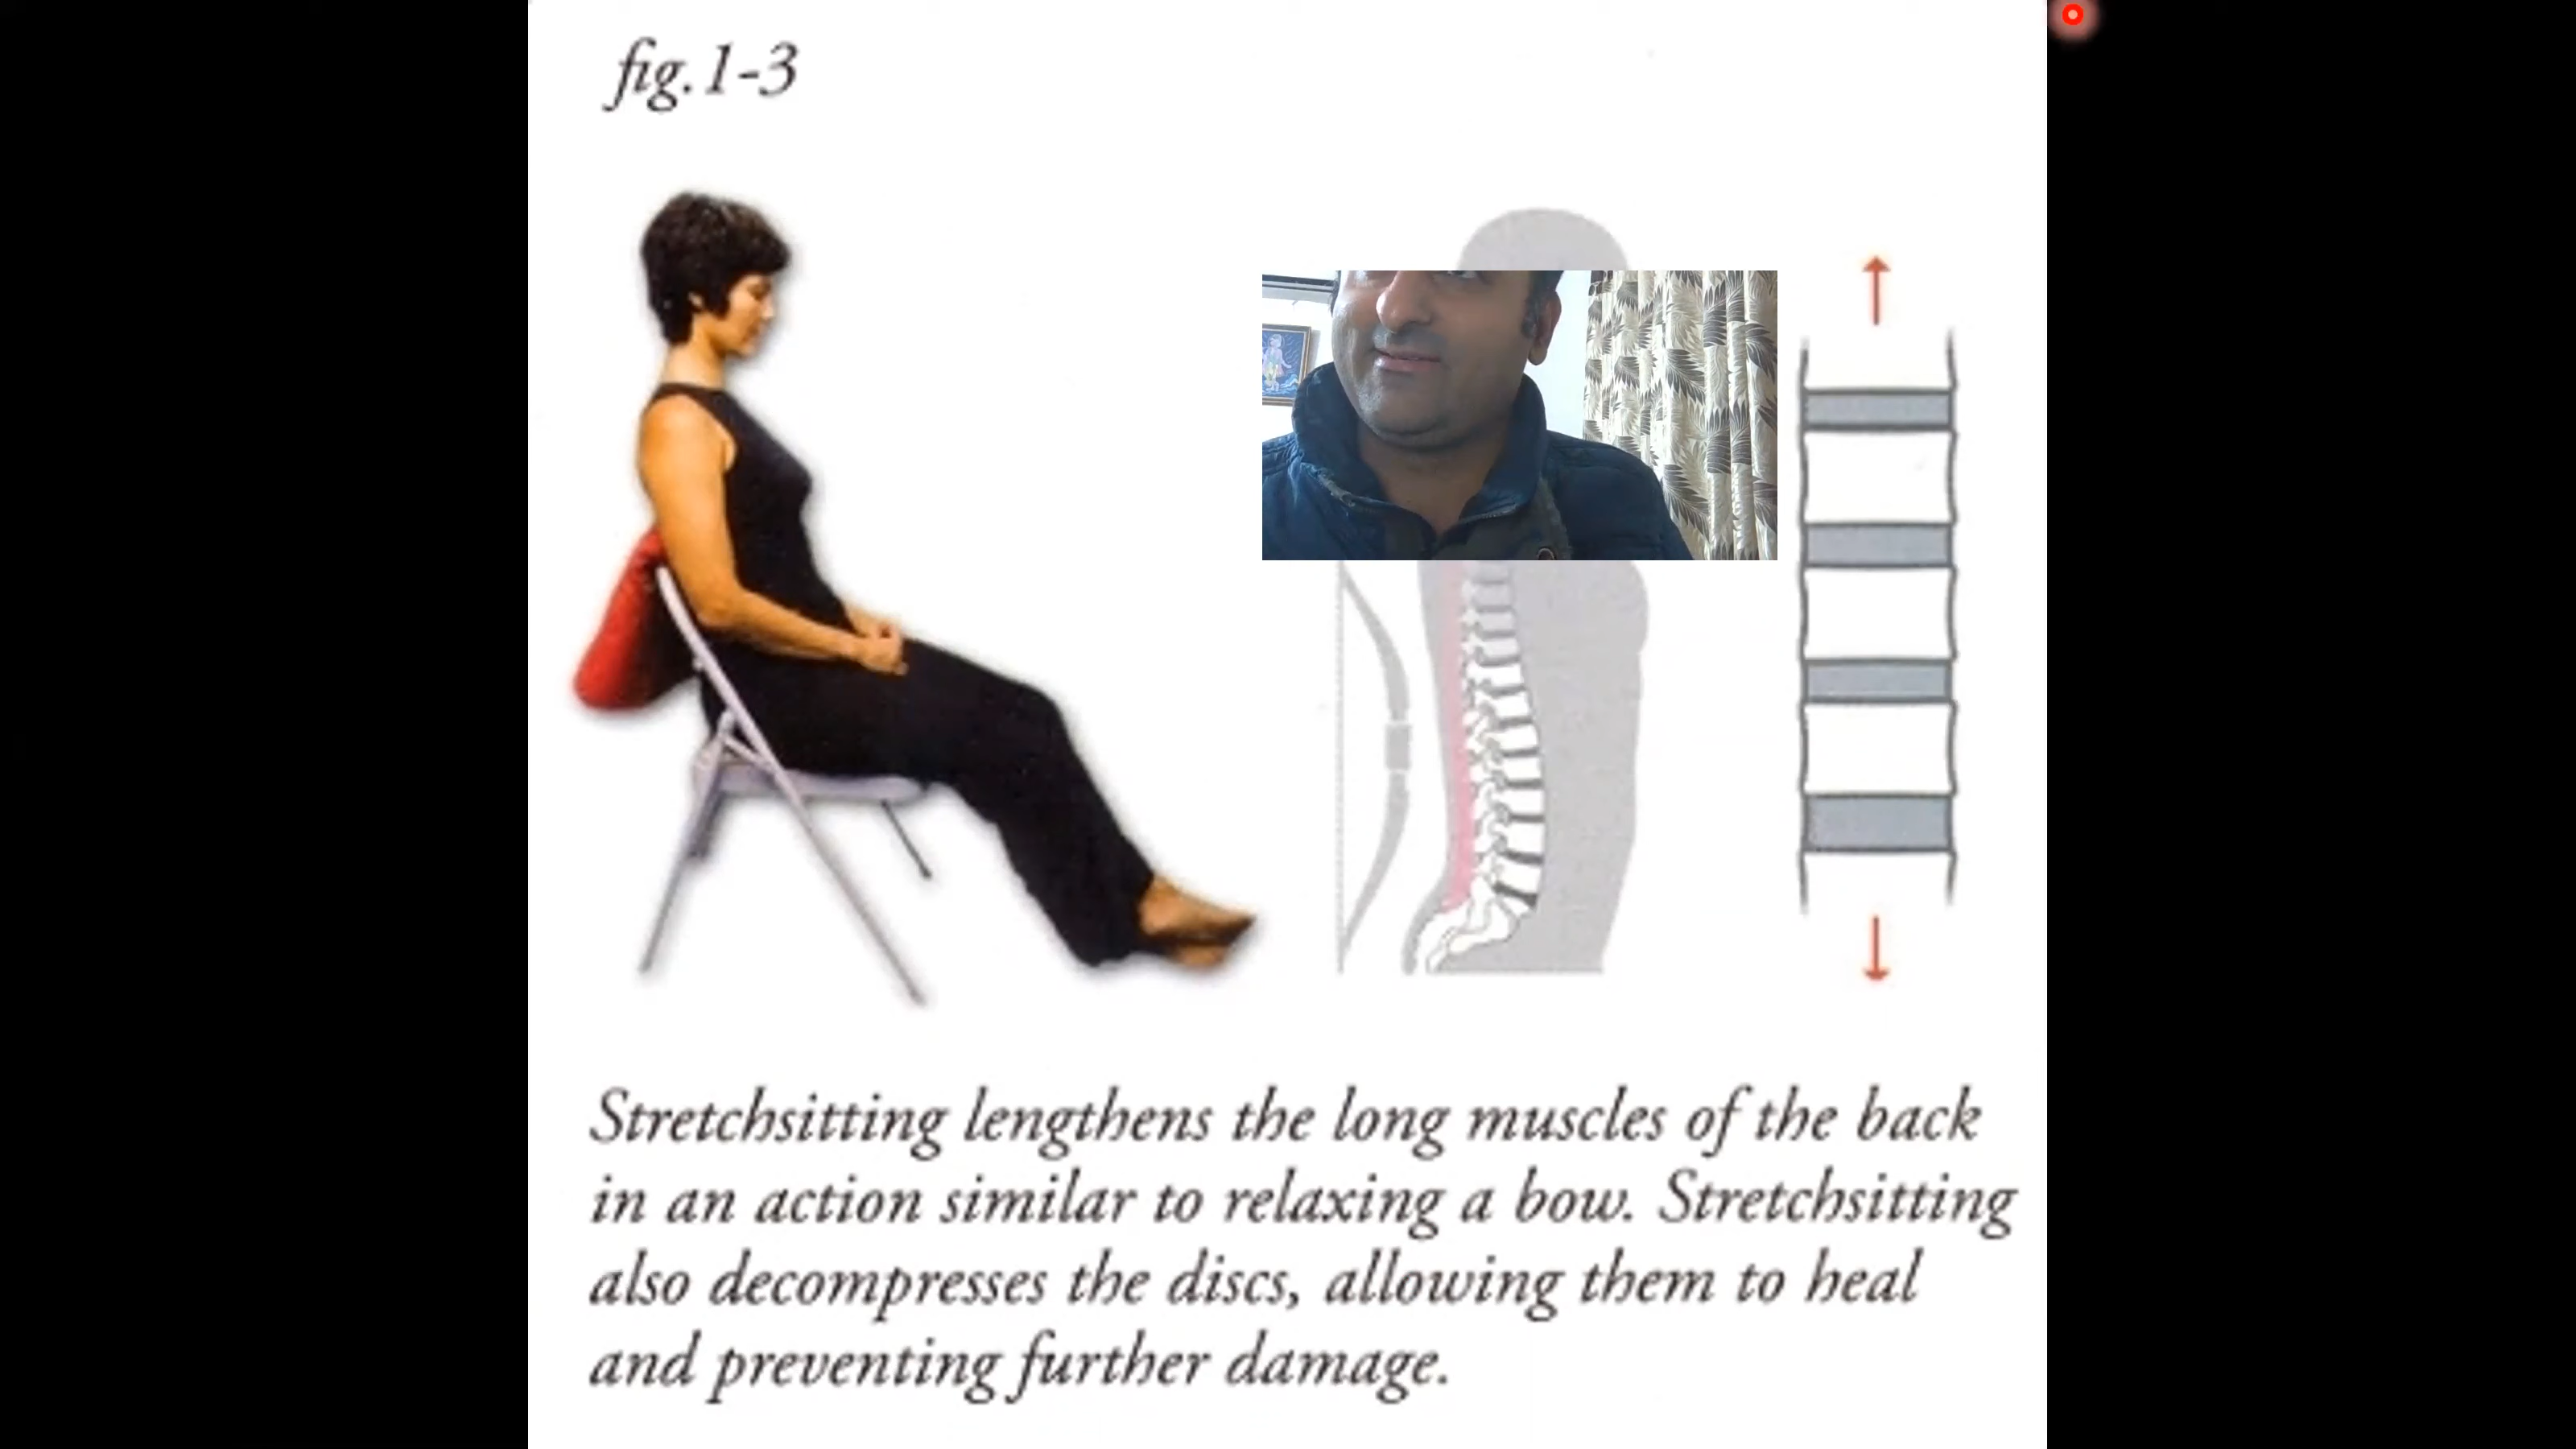 fig. 1-3
Stretchsitting lengthens the long muscles of the back
in an action similar to relaxing a bow. Stretchsitting
also decompresses the discs, allowing them to heal
and preventing further damage.